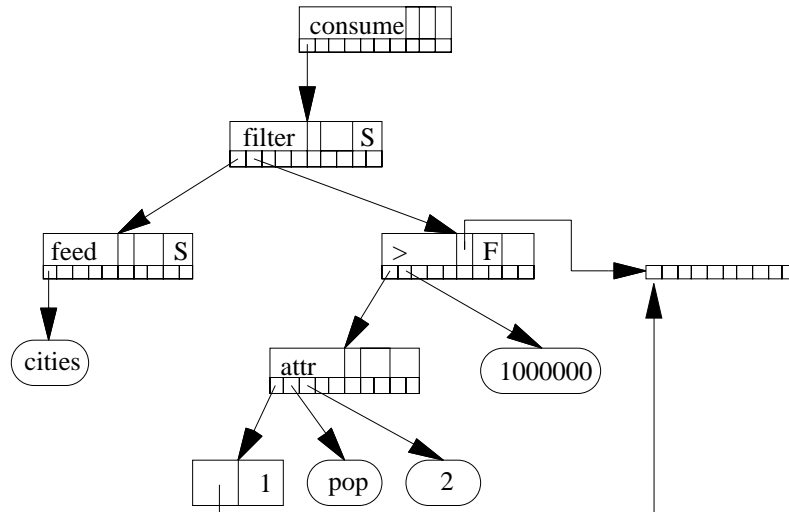 consume
filter S
feed S
> F
cities
attr
1000000
1
pop
2